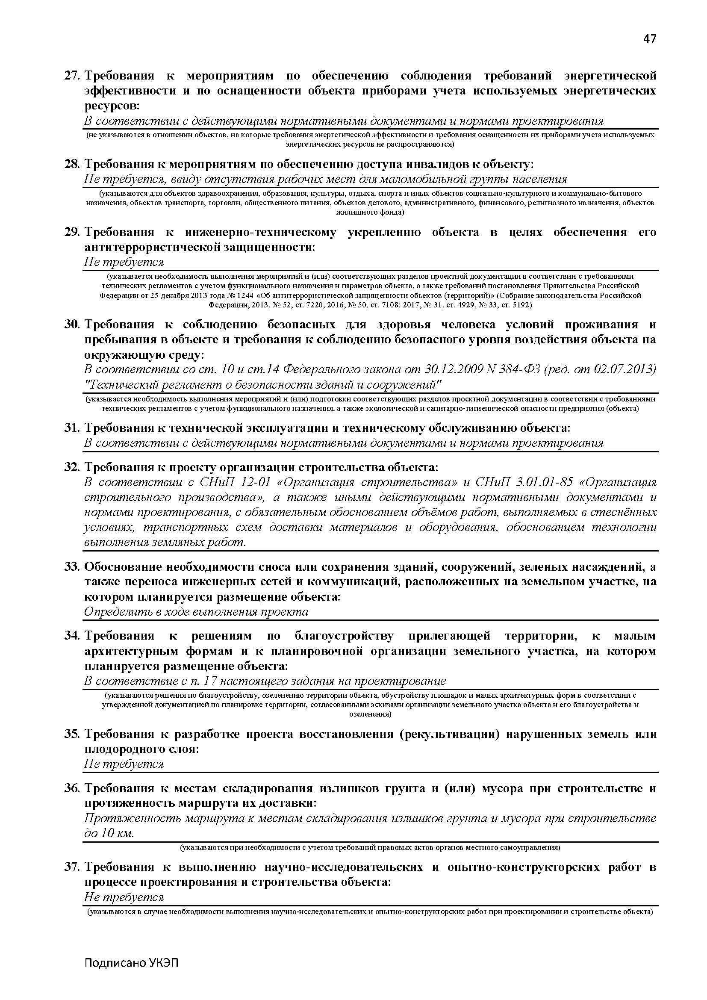 47
27. Требования к мероприятиям по обеспечению соблюдения требований энергетической
эффективности и по оснащенности объекта приборами учета используемых энергетических
ресурсов:
В соответствии с действующими нормативными документами и нормами проектирования
(не указываются в отношении объектов, на которые требования энергетической эффективности и требования оснащенности их приборами учета используемых
энергетических ресурсов не распространяются)
28. Требования к мероприятиям по обеспечению доступа инвалидов к объекту:
Не требуется, ввиду отсутствия рабочих мест для маломобильной группы населения
(указываются для объектов здравоохранения, образования, культуры, отдыха, спорта и иных объектов социально-культурного и коммунально-бытового
назначения, объектов транспорта, торговли, общественного питания, объектов делового, административного, финансового, религиозного назначения, объектов
жилищного фонда)
29. Требования к инженерно-техническому укреплению объекта в целях обеспечения его
антитеррористической защищенности:
Не требуется
(указывается необходимость выполнения мероприятий и (или) соответствующих разделов проектной документации в соответствии с требованиями
технических регламентов с учетом функционального назначения и параметров объекта, а также требований постановления Правительства Российской
Федерации от 25 декабря 2013 года № 1244 «Об антитеррористической защищенности объектов (территорий)» (Собрание законодательства Российской
Федерации, 2013, № 52, ст. 7220, 2016, № 50, ст. 7108; 2017, № 31, ст. 4929, № 33, ст. 5192)
30. Требования к соблюдению безопасных для здоровья человека условий проживания и
пребывания в объекте и требования к соблюдению безопасного уровня воздействия объекта на
окружающую среду:
В соответствии со ст. 10 и ст.14 Федерального закона от 30.12.2009 N 384-ФЗ (ред. от 02.07.2013)
"Технический регламент о безопасности зданий и сооружений"
(указывается необходимость выполнения мероприятий и (или) подготовки соответствующих разделов проектной документации в соответствии с требованиями
технических регламентов с учетом функционального назначения, а также экологической и санитарно-гигиенической опасности предприятия (объекта)
31. Требования к технической эксплуатации и техническому обслуживанию объекта:
В соответствии с действующими нормативными документами и нормами проектирования
32. Требования к проекту организации строительства объекта:
В соответствии с СНиП 12-01 «Организация строительства» и СНиП 3.01.01-85 «Организация
строительного производства», а также иными действующими нормативными документами и
нормами проектирования, с обязательным обоснованием объёмов работ, выполняемых в стеснённых
условиях, транспортных схем доставки материалов и оборудования, обоснованием технологии
выполнения земляных работ.
33. Обоснование необходимости сноса или сохранения зданий, сооружений, зеленых насаждений, а
также переноса инженерных сетей и коммуникаций, расположенных на земельном участке, на
котором планируется размещение объекта:
Определить в ходе выполнения проекта
34. Требования к решениям по благоустройству прилегающей территории, к малым
архитектурным формам и к планировочной организации земельного участка, на котором
планируется размещение объекта:
В соответствие с п. 17 настоящего задания на проектирование
(указываются решения по благоустройству, озеленению территории объекта, обустройству площадок и малых архитектурных форм в соответствии с
утвержденной документацией по планировке территории, согласованными эскизами организации земельного участка объекта и его благоустройства и
озеленения)
35. Требования к разработке проекта восстановления (рекультивации) нарушенных земель или
плодородного слоя:
Не требуется
36. Требования к местам складирования излишков грунта и (или) мусора при строительстве и
протяженность маршрута их доставки:
Протяженность маршрута к местам складирования излишков грунта и мусора при строительстве
до 10 км.
(указываются при необходимости с учетом требований правовых актов органов местного самоуправления)
37. Требования к выполнению научно-исследовательских и опытно-конструкторских работ в
процессе проектирования и строительства объекта:
Не требуется
(указываются в случае необходимости выполнения научно-исследовательских и опытно-конструкторских работ при проектировании и строительстве объекта)
Подписано УКЭП